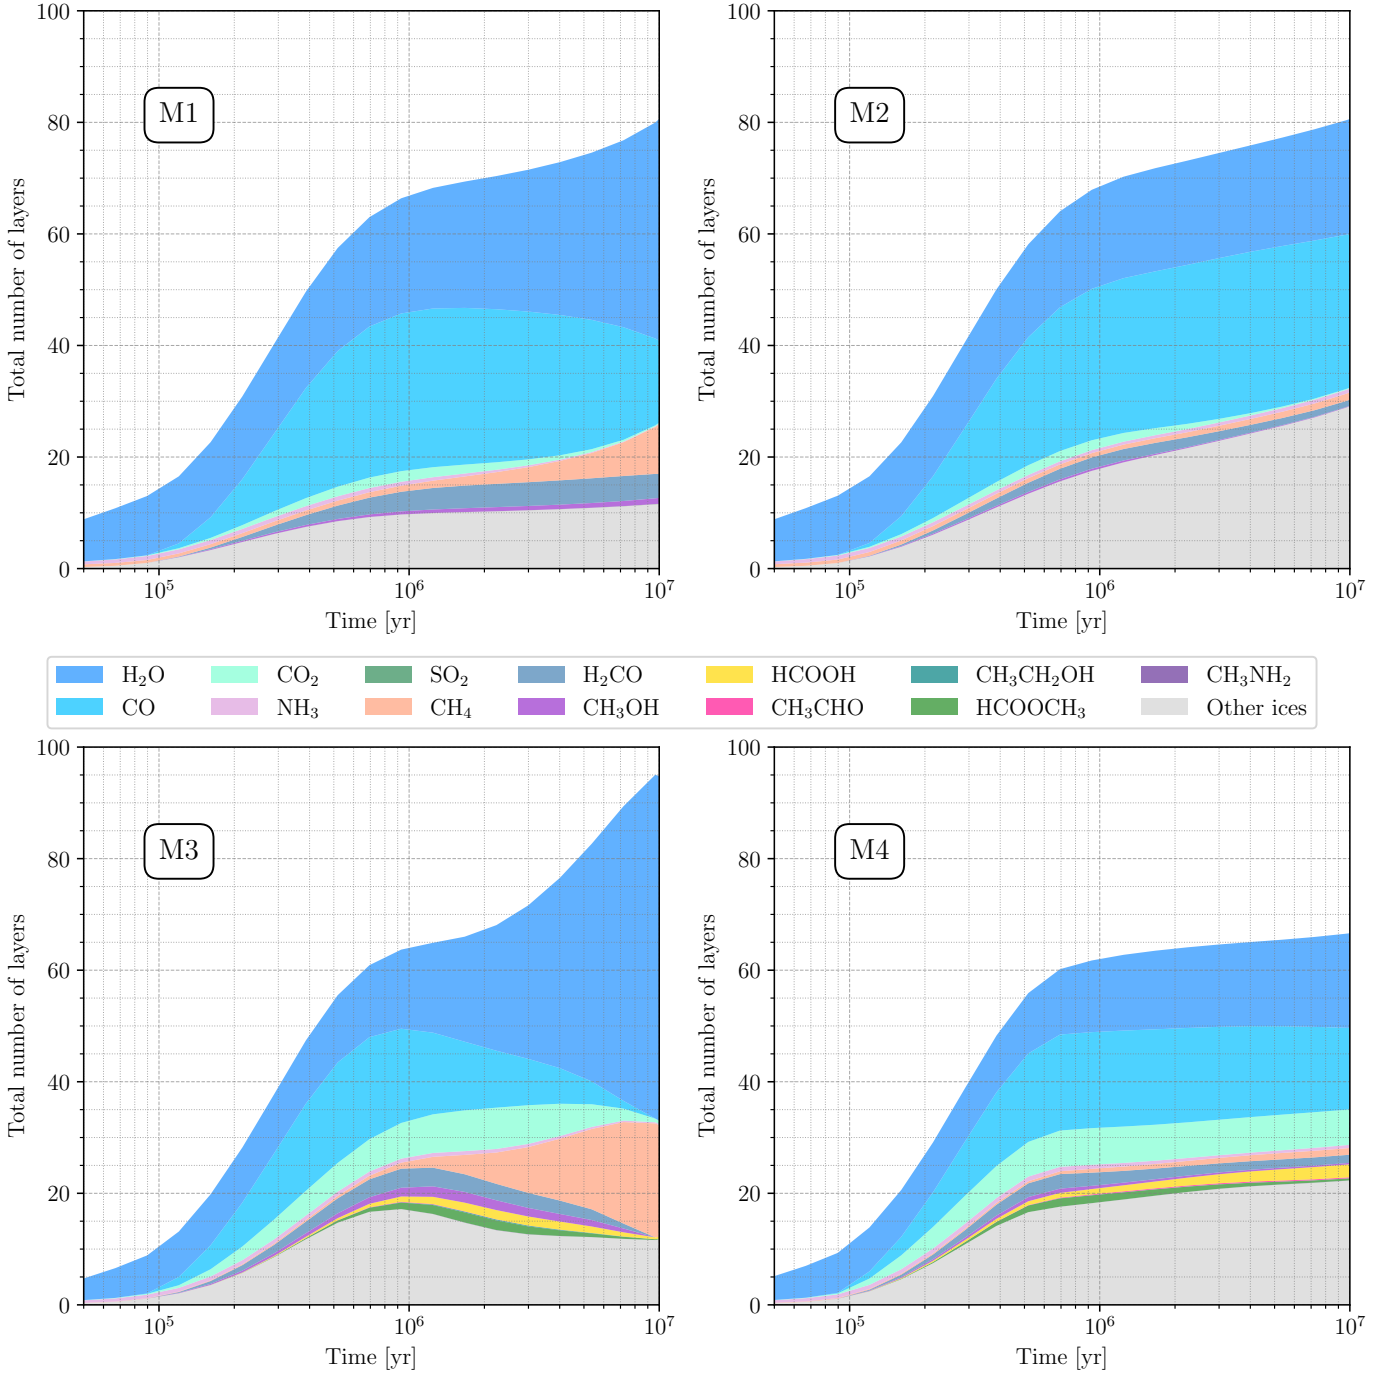 100
80
60
40
20
0
Total number of layers
M1
10⁵
10⁶
10⁷
Time [yr]
100
80
60
40
20
0
Total number of layers
M2
10⁵
10⁶
10⁷
Time [yr]
H₂O CO₂ SO₂ H₂CO HCOOH CH₃CH₂OH CH₃NH₂
CO NH₃ CH₄ CH₃OH CH₃CHO HCOOCH₃ Other ices
100
80
60
40
20
0
Total number of layers
M3
10⁵
10⁶
10⁷
Time [yr]
100
80
60
40
20
0
Total number of layers
M4
10⁵
10⁶
10⁷
Time [yr]